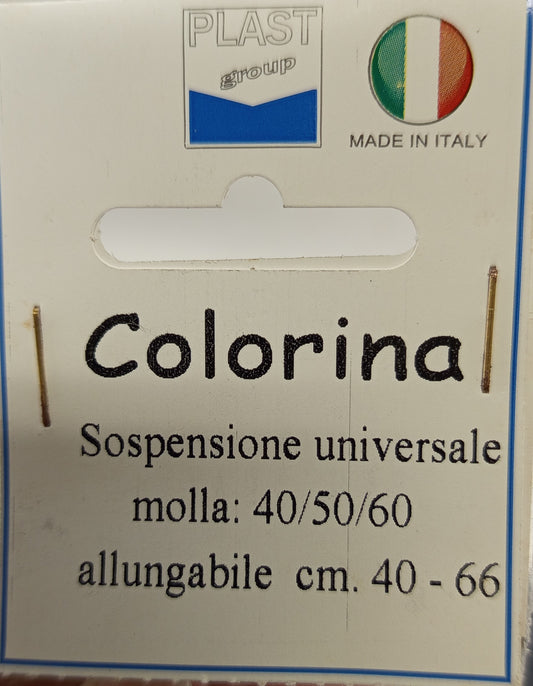 PLAST
group
MADE IN ITALY
Colorina
Sospensione universale
molla: 40/50/60
allungabile cm. 40 - 66